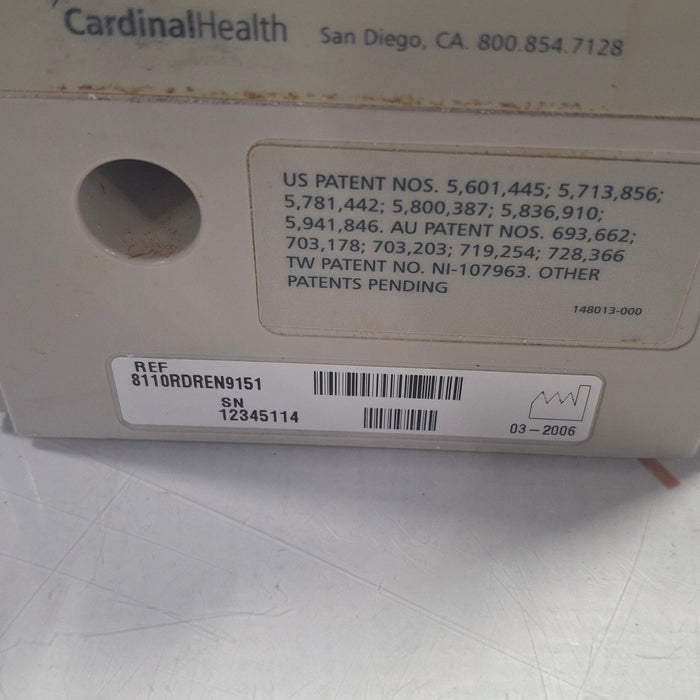 CardinalHealth San Diego, CA. 800.854.7128
US PATENT NOS. 5,601,445; 5,713,856;
5,781,442; 5,800,387; 5,836,910;
5,941,846. AU PATENT NOS. 693,662;
703,178; 703,203; 719,254; 728,366
TW PATENT NO. NI-107963. OTHER
PATENTS PENDING
148013-000
REF
8110RDREN9151
SN
12345114
03-2006